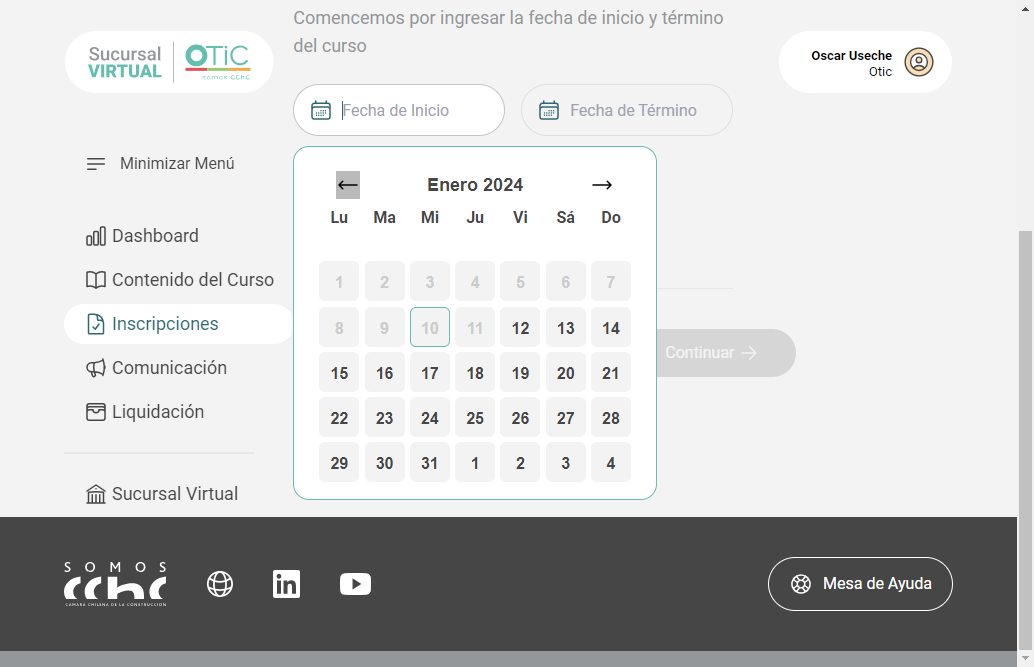 Comencemos por ingresar la fecha de inicio y término
del curso
Sucursal
VIRTUAL
OTiC
somos cchc
Oscar Useche
Otic
Fecha de Inicio
Fecha de Término
Minimizar Menú
Dashboard
Contenido del Curso
Inscripciones
Comunicación
Liquidación
Sucursal Virtual
Enero 2024
Lu Ma Mi Ju Vi Sá Do
1 2 3 4 5 6 7
8 9 10 11 12 13 14
15 16 17 18 19 20 21
22 23 24 25 26 27 28
29 30 31 1 2 3 4
Continuar
SOMOS
cchc
CÁMARA CHILENA DE LA CONSTRUCCIÓN
in
Mesa de Ayuda